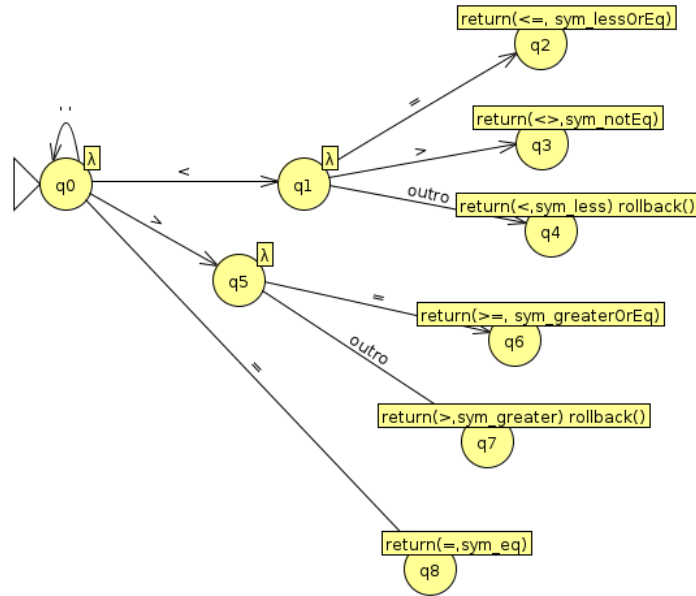 return(<=, sym_lessOrEq)
q2
=
' '
return(<>,sym_notEq)
q3
>
λ
λ
q0
<
q1
outro
return(<,sym_less) rollback()
q4
>
λ
q5
=
return(>=, sym_greaterOrEq)
q6
outro
=
return(>,sym_greater) rollback()
q7
return(=,sym_eq)
q8